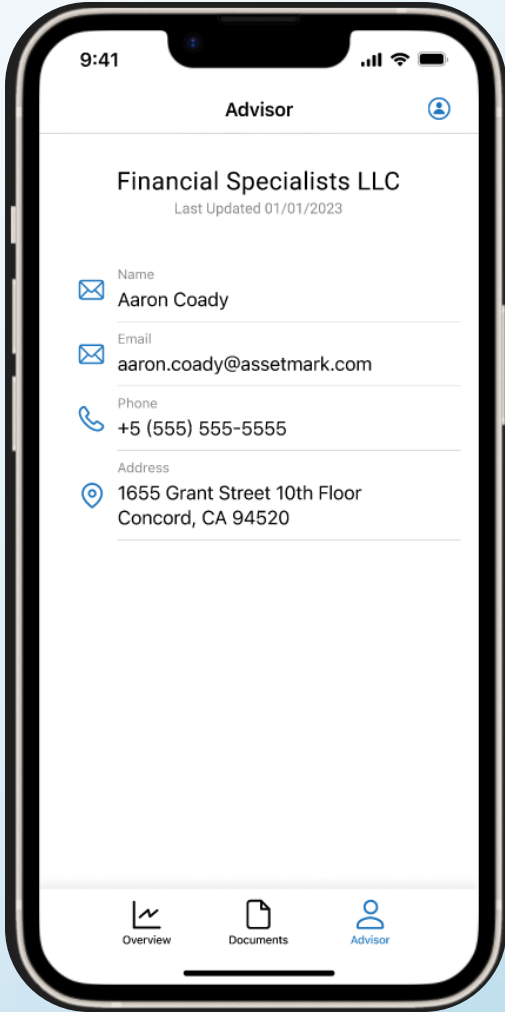 9:41
Advisor
Financial Specialists LLC
Last Updated 01/01/2023
Name
Aaron Coady
Email
aaron.coady@assetmark.com
Phone
+5 (555) 555-5555
Address
1655 Grant Street 10th Floor
Concord, CA 94520
Overview
Documents
Advisor